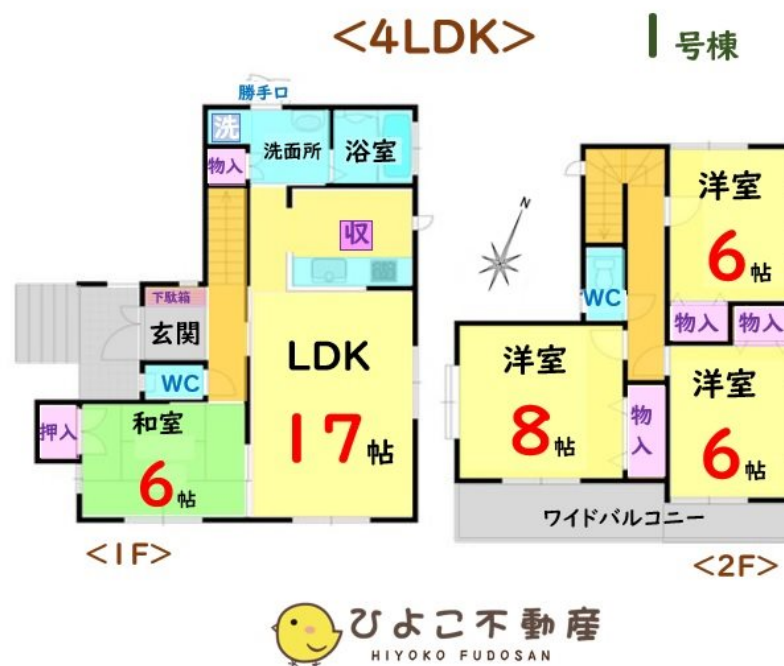 <4LDK>
1 号棟
勝手口
洗
洗面所
浴室
物入
収
下駄箱
玄関
WC
LDK
17帖
押入
和室
6帖
<1F>
N
洋室
6帖
WC
物入
物入
洋室
8帖
物入
洋室
6帖
ワイドバルコニー
<2F>
ひよこ不動産
HIYOKO FUDOSAN